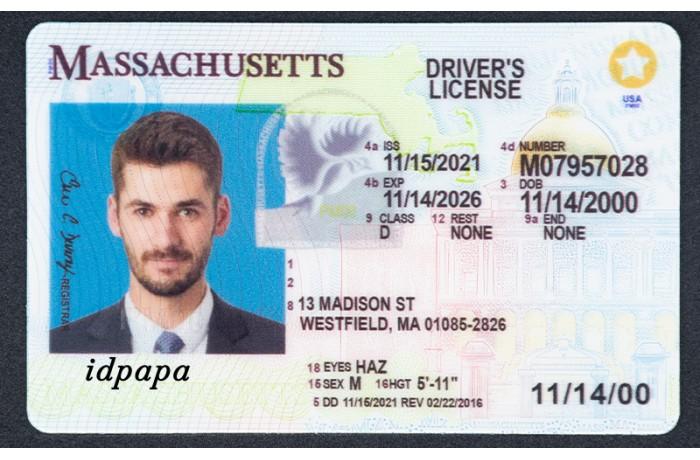 MASSACHUSETTS
DRIVER'S
LICENSE
USA
4a ISS
11/15/2021
4d NUMBER
M07957028
4b EXP
11/14/2026
3 DOB
11/14/2000
9 CLASS
D
12 REST
NONE
9a END
NONE
1
2
8 13 MADISON ST
WESTFIELD, MA 01085-2826
18 EYES HAZ
15 SEX M 16 HGT 5'-11"
5 DD 11/15/2021 REV 02/22/2016
11/14/00
REGISTRAR
idpapa